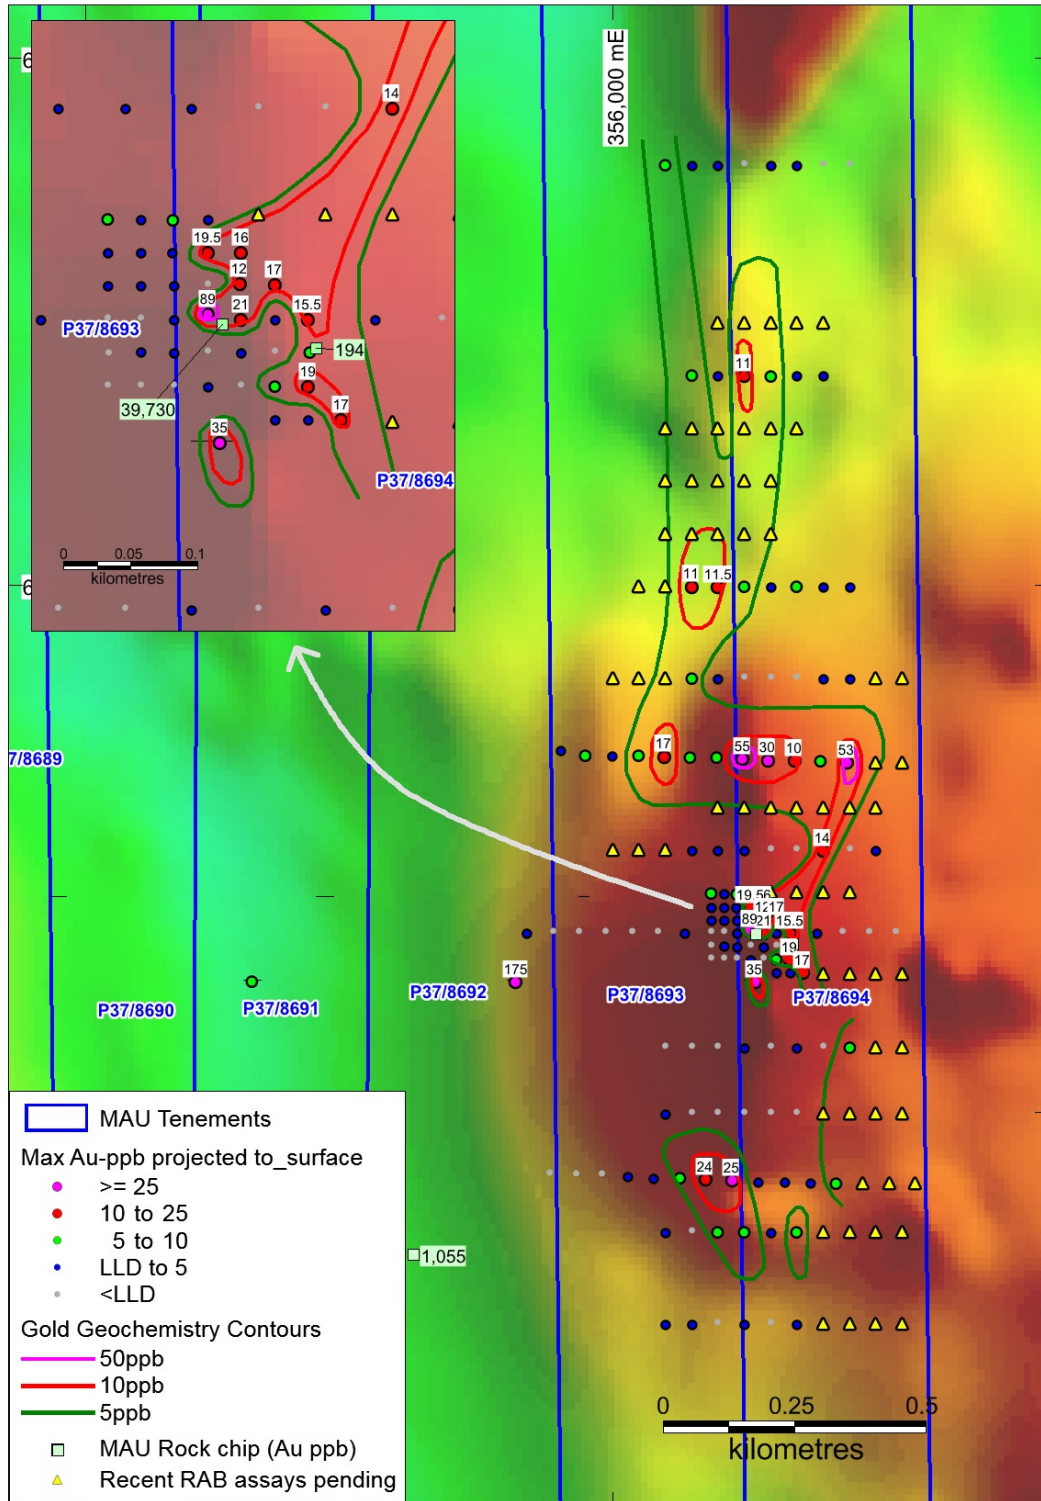 356,000 mE
6
14
19.5
16
12
17
89
21
15.5
P37/8693
194
19
39,730
17
35
P37/8694
0
0.05
0.1
kilometres
6
11
11
11.5
7/8689
17
55
30
10
53
14
19.56
12
17
89
21
15.5
19
17
35
175
P37/8690
P37/8691
P37/8692
P37/8693
P37/8694
24
25
1,055
MAU Tenements
Max Au-ppb projected to_surface
>= 25
10 to 25
5 to 10
LLD to 5
<LLD
Gold Geochemistry Contours
50ppb
10ppb
5ppb
MAU Rock chip (Au ppb)
Recent RAB assays pending
0
0.25
0.5
kilometres